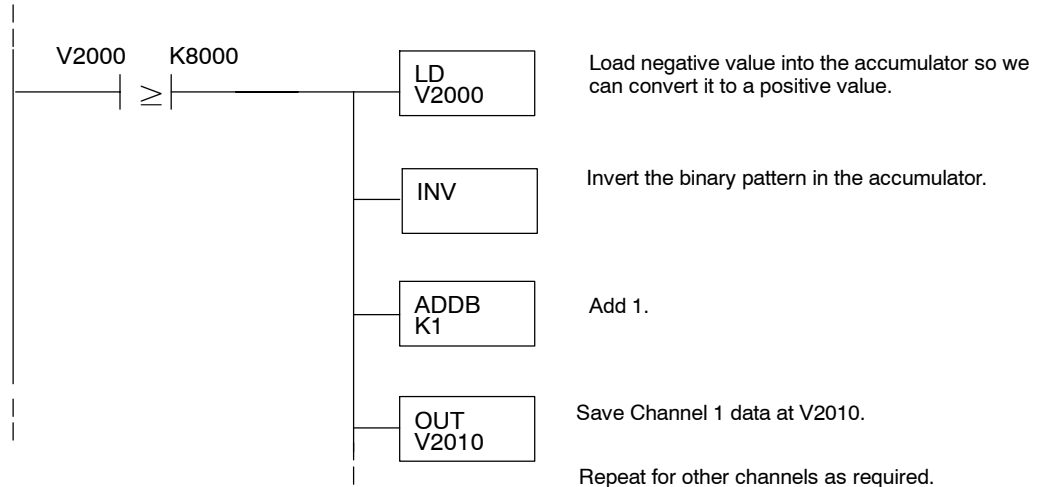 V2000 K8000
≥
LD
V2000
Load negative value into the accumulator so we
can convert it to a positive value.
INV
Invert the binary pattern in the accumulator.
ADDB
K1
Add 1.
OUT
V2010
Save Channel 1 data at V2010.
Repeat for other channels as required.